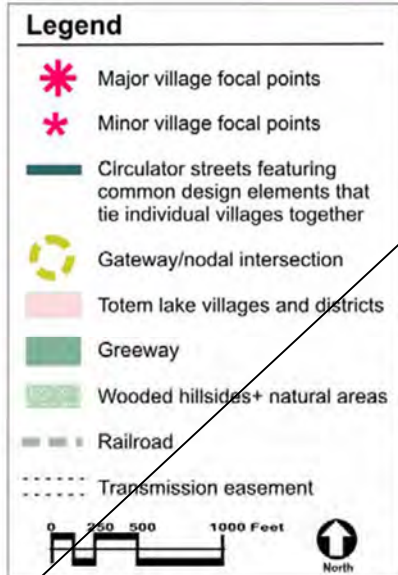 Legend
Major village focal points
Minor village focal points
Circulator streets featuring
common design elements that
tie individual villages together
Gateway/nodal intersection
Totem lake villages and districts
Greeway
Wooded hillsides+ natural areas
Railroad
Transmission easement
0 250 500 1000 Feet
North